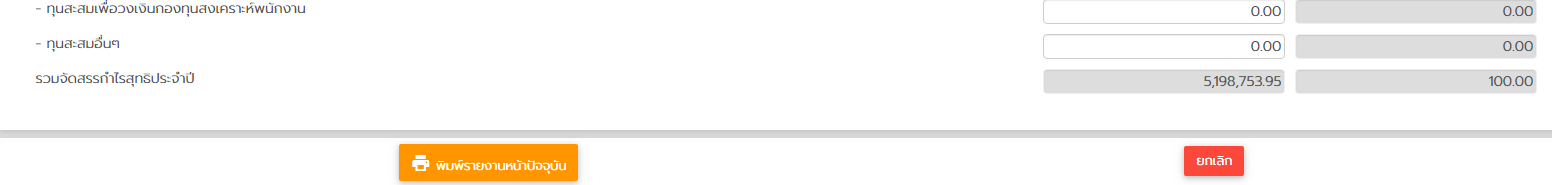 - ทุนสะสมเพื่อวงเงินกองทุนสงเคราะห์พนักงาน 0.00 0.00
- ทุนสะสมอื่นๆ 0.00 0.00
รวมจัดสรรกำไรสุทธิประจำปี 5,198,753.95 100.00
พิมพ์รายงานหน้าปัจจุบัน ยกเลิก